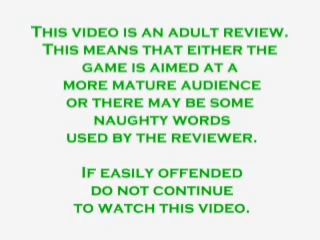 This video is an adult review.
This means that either the
game is aimed at a
more mature audience
or there may be some
naughty words
used by the reviewer.
If easily offended
do not continue
to watch this video.